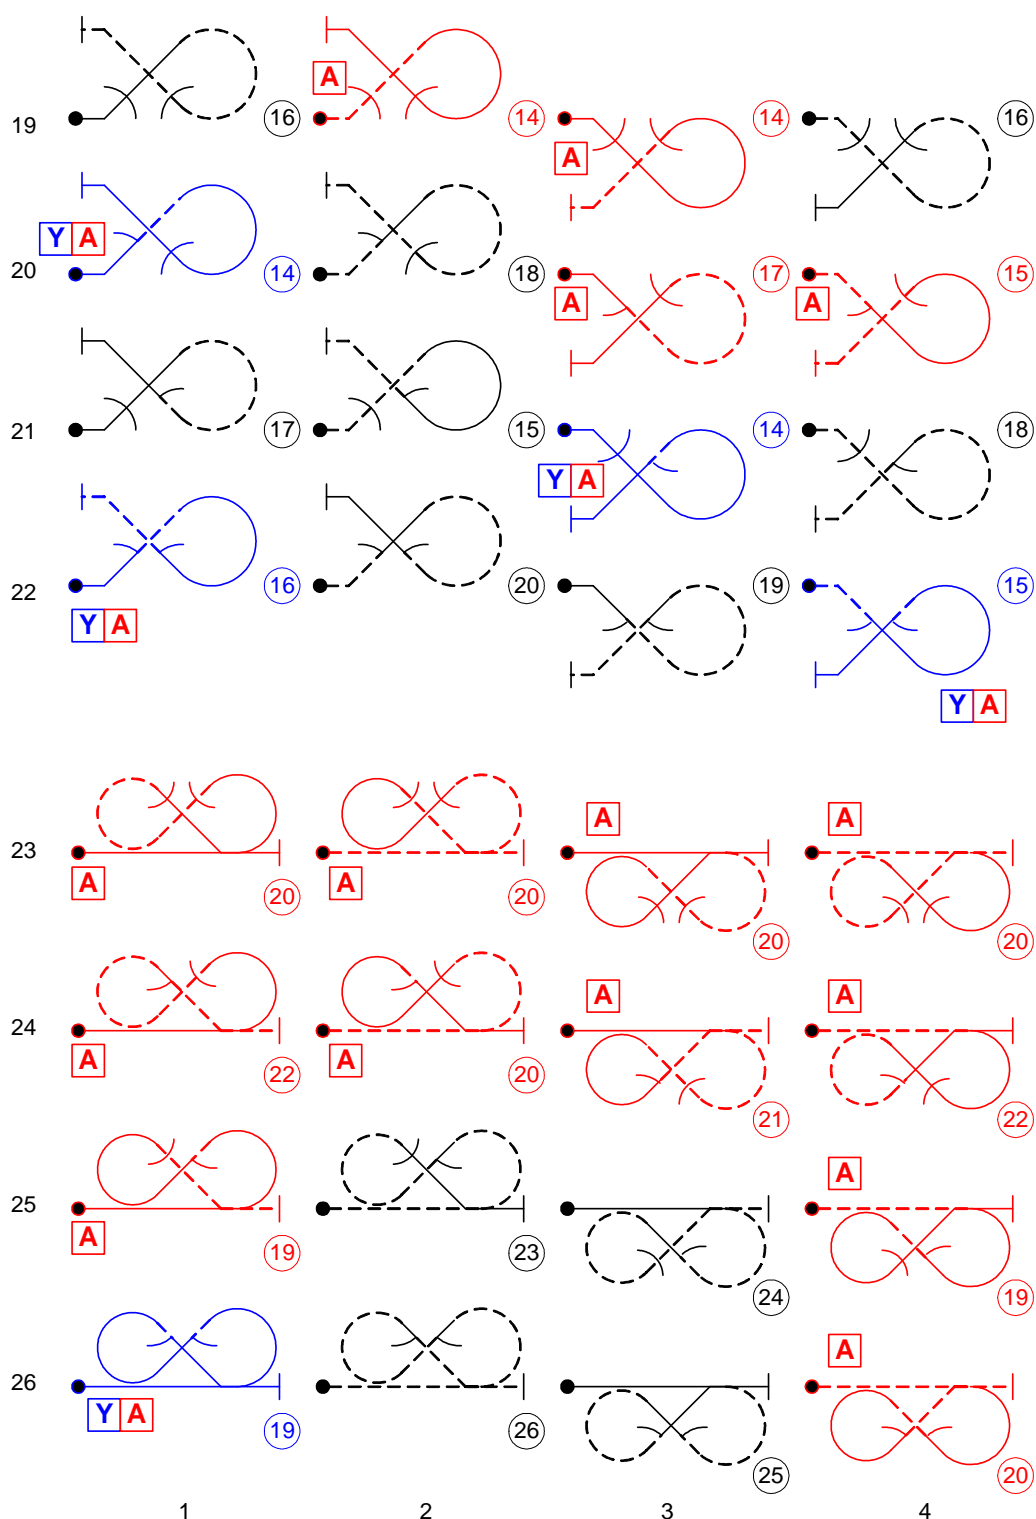 A
19 16 14 A 14 16
Y A
20 14 18 A 17 A 15
21 17 15 Y A 14 18
22 16 20 19 15
Y A
Y A
A A
23 A 20 A 20 20 20
A A
24 A 22 A 20 21 22
A
25 A 19 23 24 19
A
26 Y A 19 26 25 20
1 2 3 4